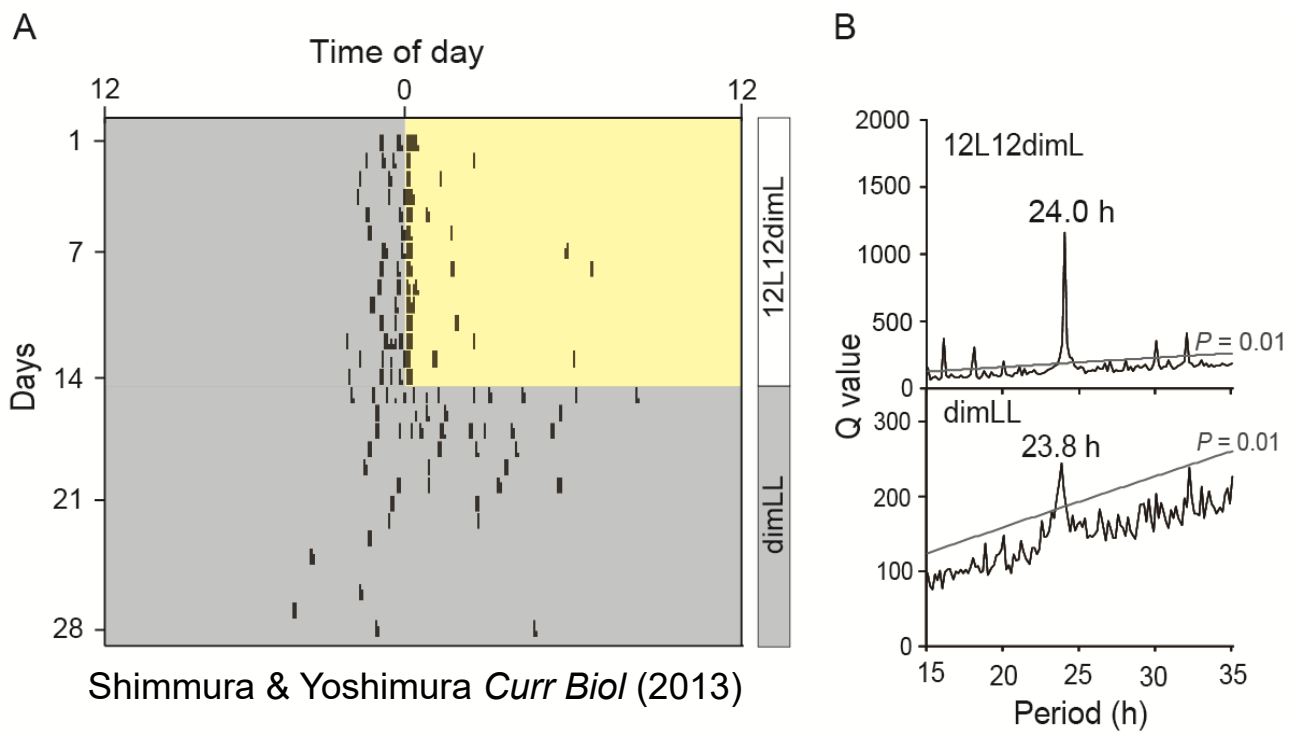 A
Time of day
12 0 12
1
7
14
21
28
Days
12L12dimL
dimLL
Shimmura & Yoshimura Curr Biol (2013)
B
2000
1500
1000
500
0
12L12dimL
24.0 h
P = 0.01
Q value
300
200
100
0
dimLL
23.8 h
P = 0.01
15 20 25 30 35
Period (h)